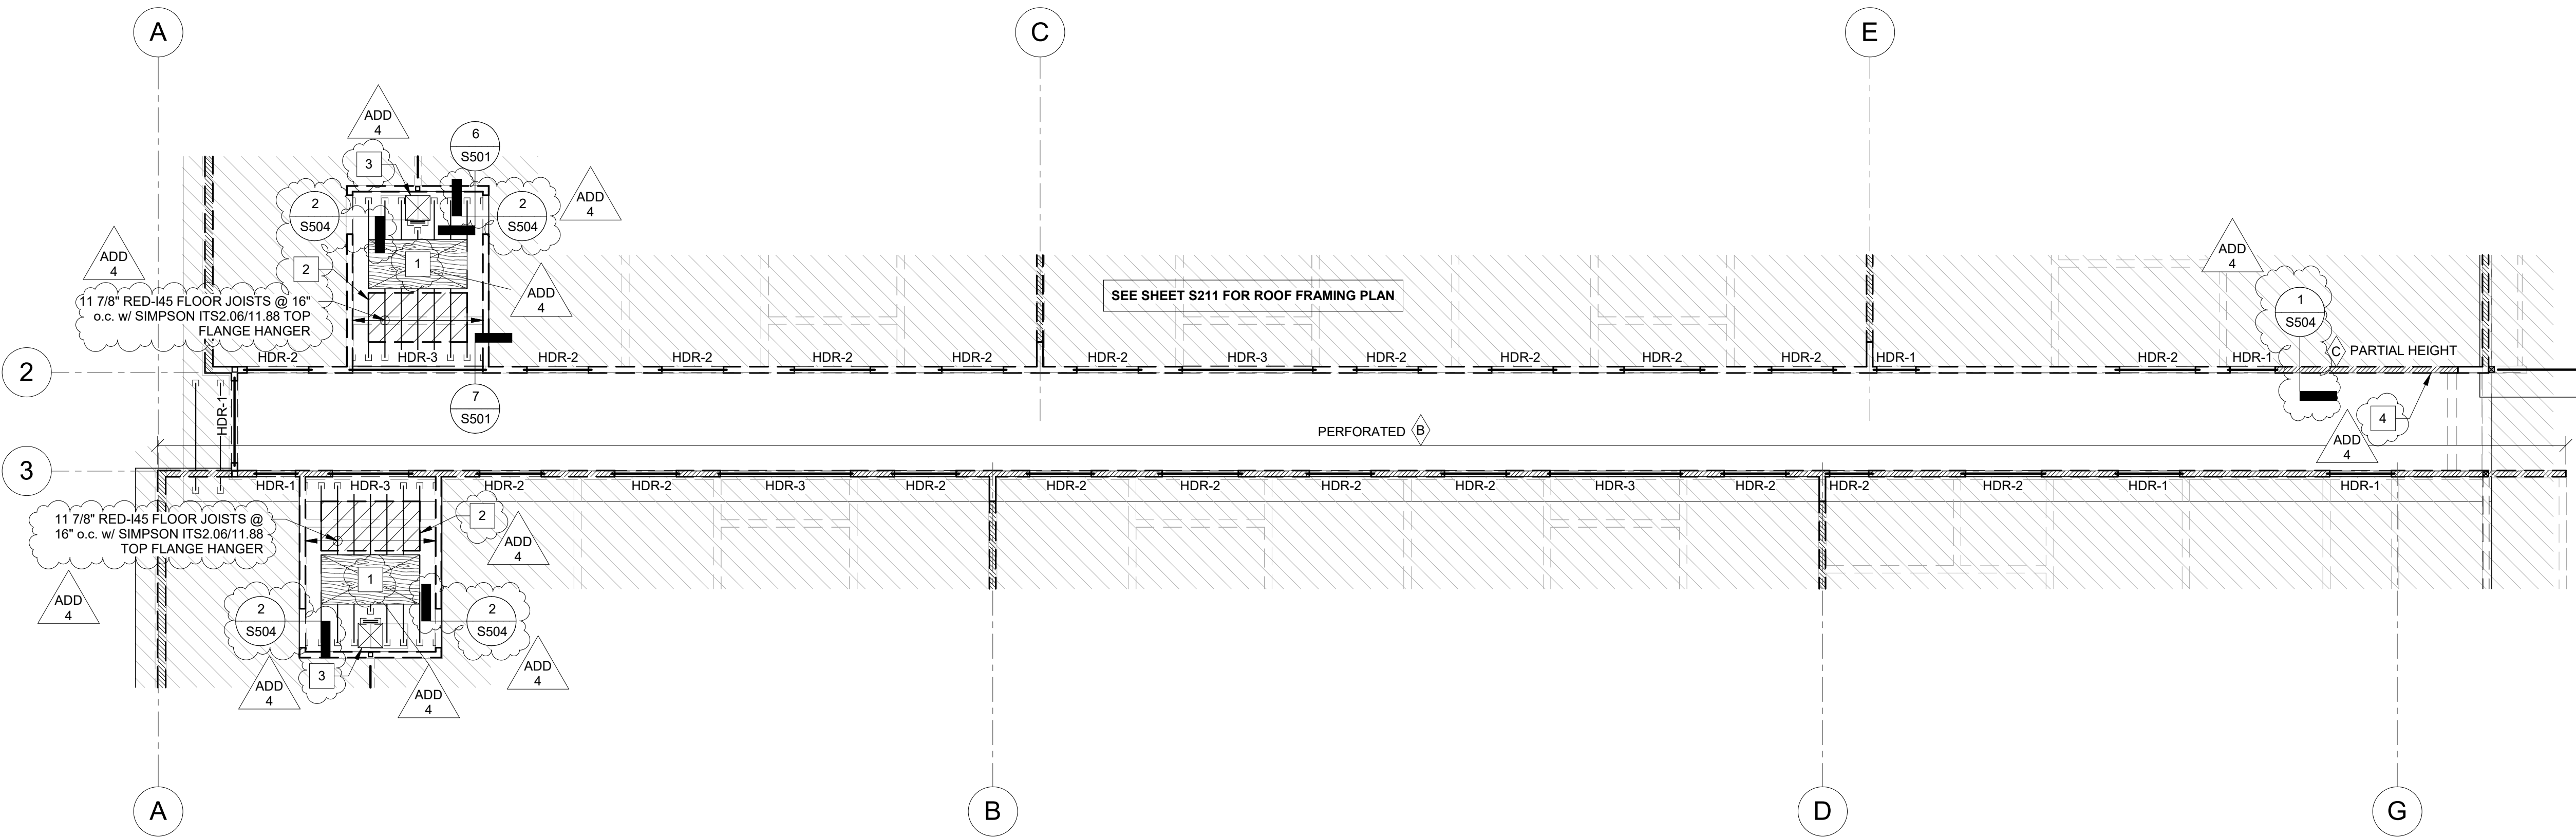 A
C
E
ADD
4
6
S501
3
ADD
4
2
S504
2
S504
ADD
4
ADD
4
1
S504
2
1
ADD
4
SEE SHEET S211 FOR ROOF FRAMING PLAN
11 7/8" RED-I45 FLOOR JOISTS @ 16"
o.c. w/ SIMPSON ITS2.06/11.88 TOP
FLANGE HANGER
HDR-2
HDR-3
HDR-2
HDR-2
HDR-2
HDR-2
HDR-2
HDR-3
HDR-2
HDR-2
HDR-2
HDR-2
HDR-1
HDR-2
HDR-1
C
PARTIAL HEIGHT
2
HDR-1
7
S501
4
PERFORATED
B
ADD
4
3
HDR-1
HDR-3
HDR-2
HDR-2
HDR-3
HDR-2
HDR-2
HDR-2
HDR-2
HDR-2
HDR-3
HDR-2
HDR-2
HDR-2
HDR-1
HDR-1
11 7/8" RED-I45 FLOOR JOISTS @
16" o.c. w/ SIMPSON ITS2.06/11.88
TOP FLANGE HANGER
2
ADD
4
1
ADD
4
2
S504
2
S504
3
ADD
4
ADD
4
ADD
4
A
B
D
G